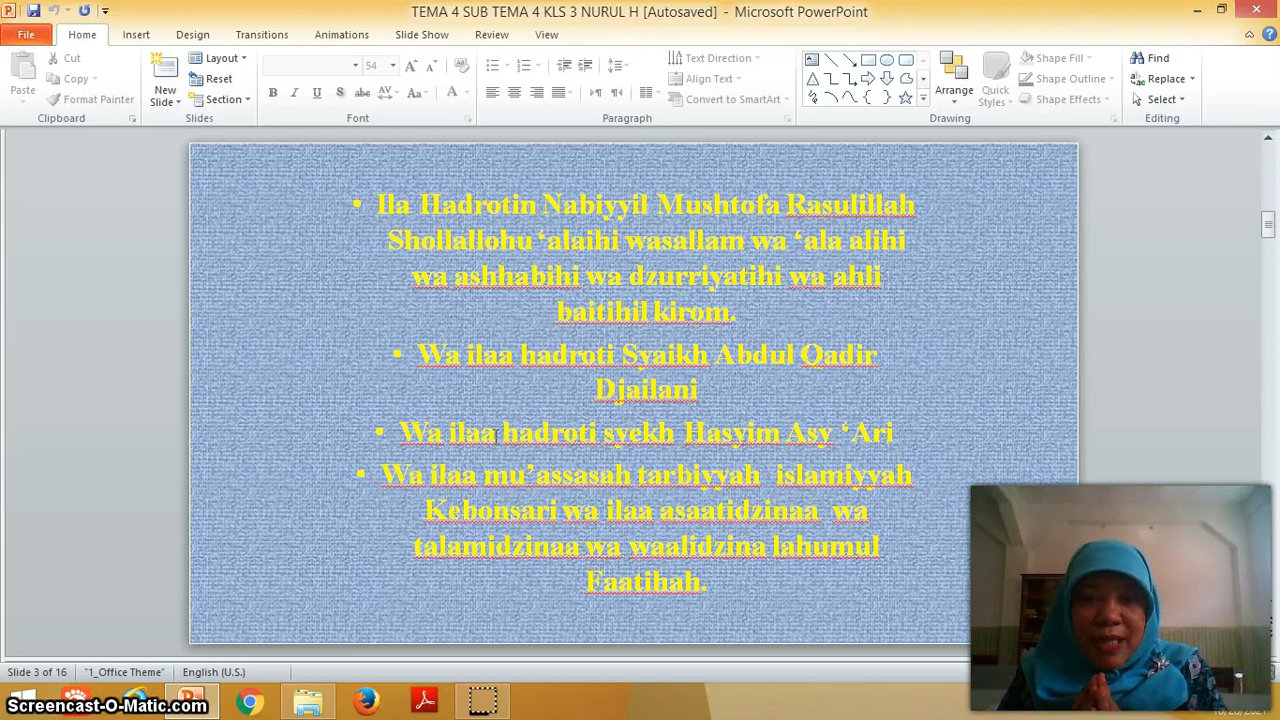 TEMA 4 SUB TEMA 4 KLS 3 NURUL H [Autosaved] - Microsoft PowerPoint
File Home Insert Design Transitions Animations Slide Show Review View
Paste
Cut
Copy
Format Painter
Clipboard
New Slide
Layout
Reset
Section
Slides
54
B I U S abc AV Aa A
Font
Text Direction
Align Text
Convert to SmartArt
Paragraph
Arrange
Quick Styles
Shape Fill
Shape Outline
Shape Effects
Drawing
Find
Replace
Select
Editing
• Ila Hadrotin Nabiyyil Mushtofa Rasulillah
Shollallohu ‘alaihi wasallam wa ‘ala alihi
wa ashhabihi wa dzurriyatihi wa ahli
baitihil kirom.
• Wa ilaa hadroti Syaikh Abdul Qadir
Djailani
• Wa ilaa hadroti syekh Hasyim Asy ‘Ari
• Wa ilaa mu’assasah tarbiyyah islamiyyah
Kebonsari wa ilaa asaatidzinaa wa
talamidzinaa wa waalidzina lahumul
Faatihah.
Slide 3 of 16 "1_Office Theme" English (U.S.)
Screencast-O-Matic.com